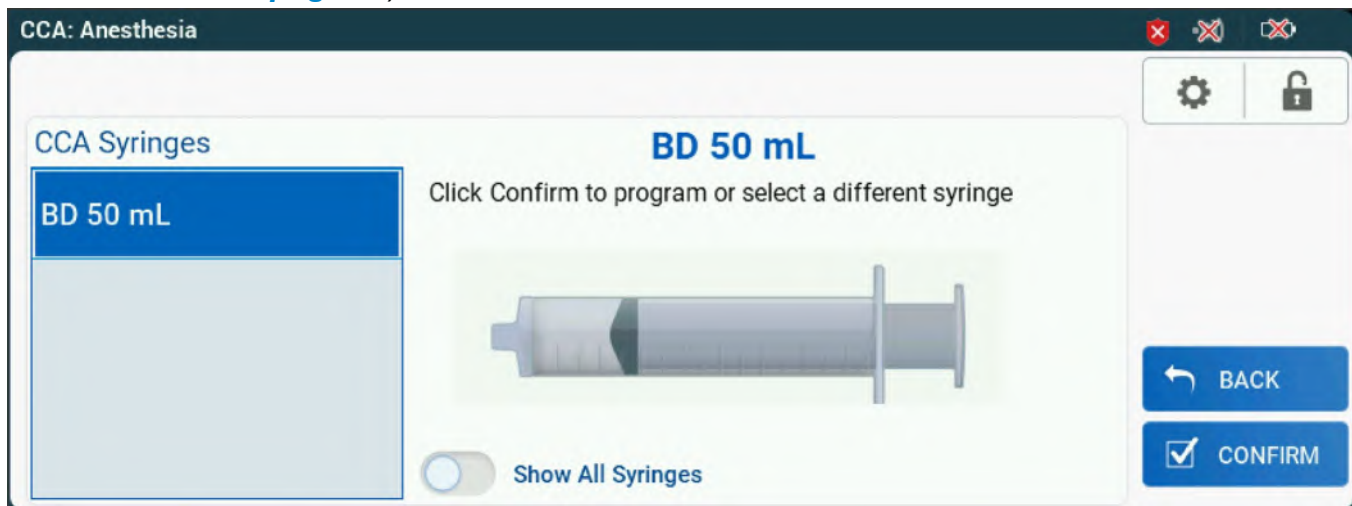 CCA: Anesthesia
CCA Syringes
BD 50 mL
BD 50 mL
Click Confirm to program or select a different syringe
Show All Syringes
BACK
CONFIRM